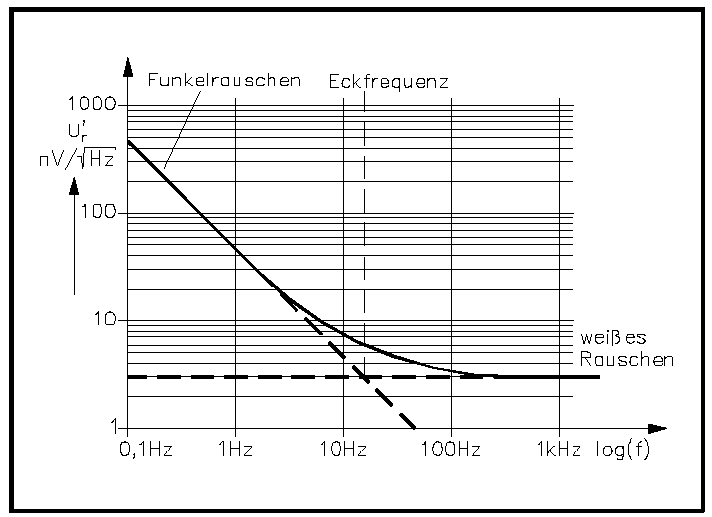 Funkelrauschen
Eckfrequenz
1000
U'r
nV/√Hz
100
10
weißes
Rauschen
1
0,1Hz
1Hz
10Hz
100Hz
1kHz
log(f)